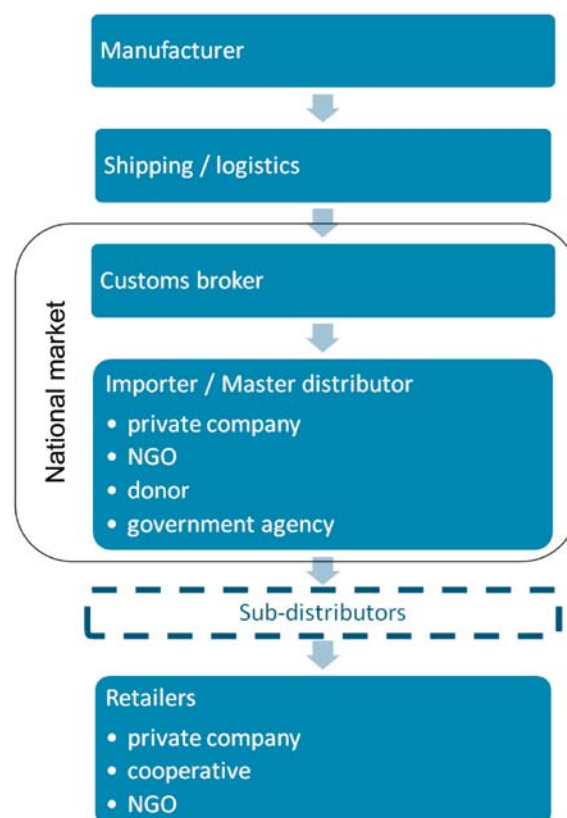 Manufacturer
Shipping / logistics
National market
Customs broker
Importer / Master distributor
• private company
• NGO
• donor
• government agency
Sub-distributors
Retailers
• private company
• cooperative
• NGO